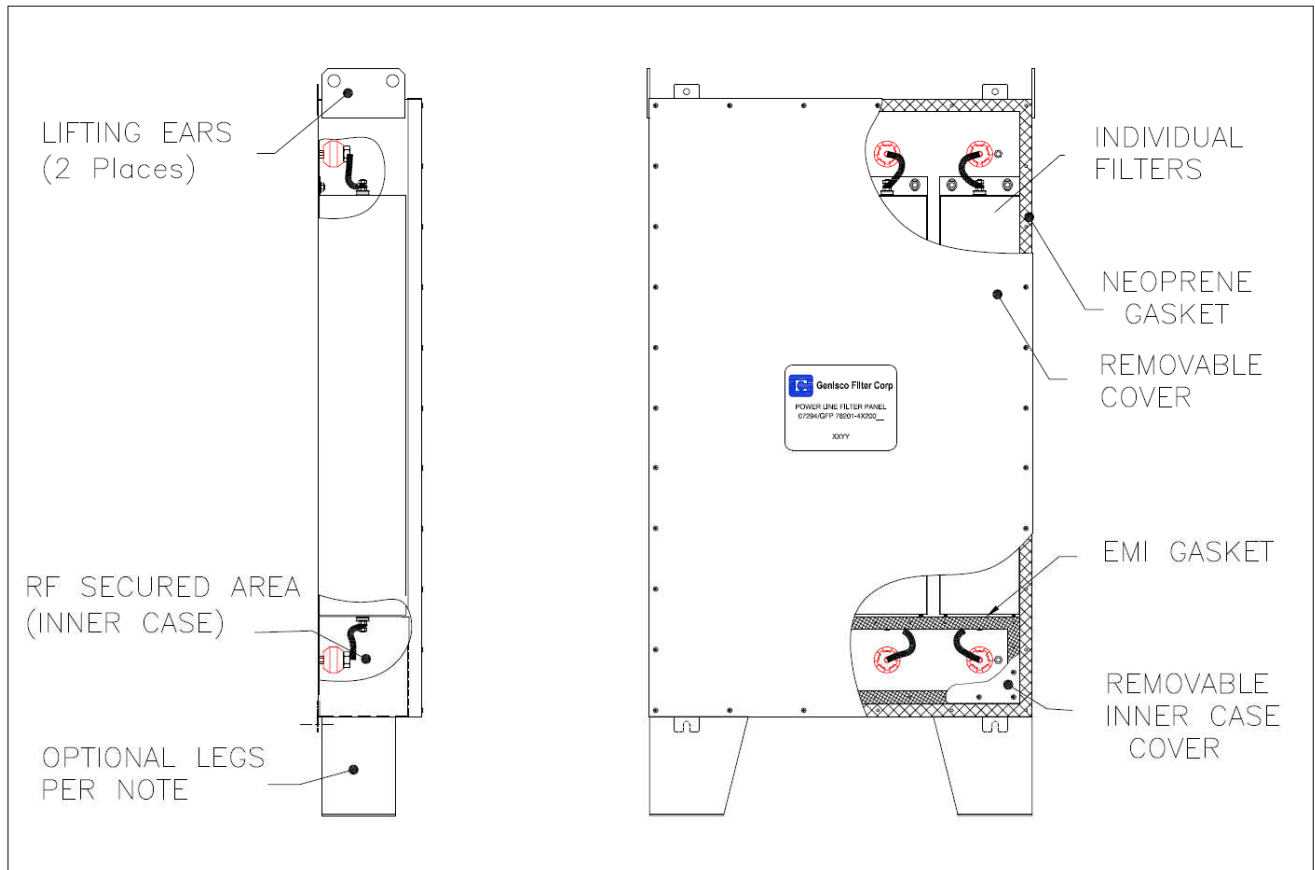 LIFTING EARS
(2 Places)
RF SECURED AREA
(INNER CASE)
OPTIONAL LEGS
PER NOTE
Genisco Filter Corp
POWER LINE FILTER PANEL
07294/GFP 78201-4X200__
XXYY
INDIVIDUAL
FILTERS
NEOPRENE
GASKET
REMOVABLE
COVER
EMI GASKET
REMOVABLE
INNER CASE
COVER